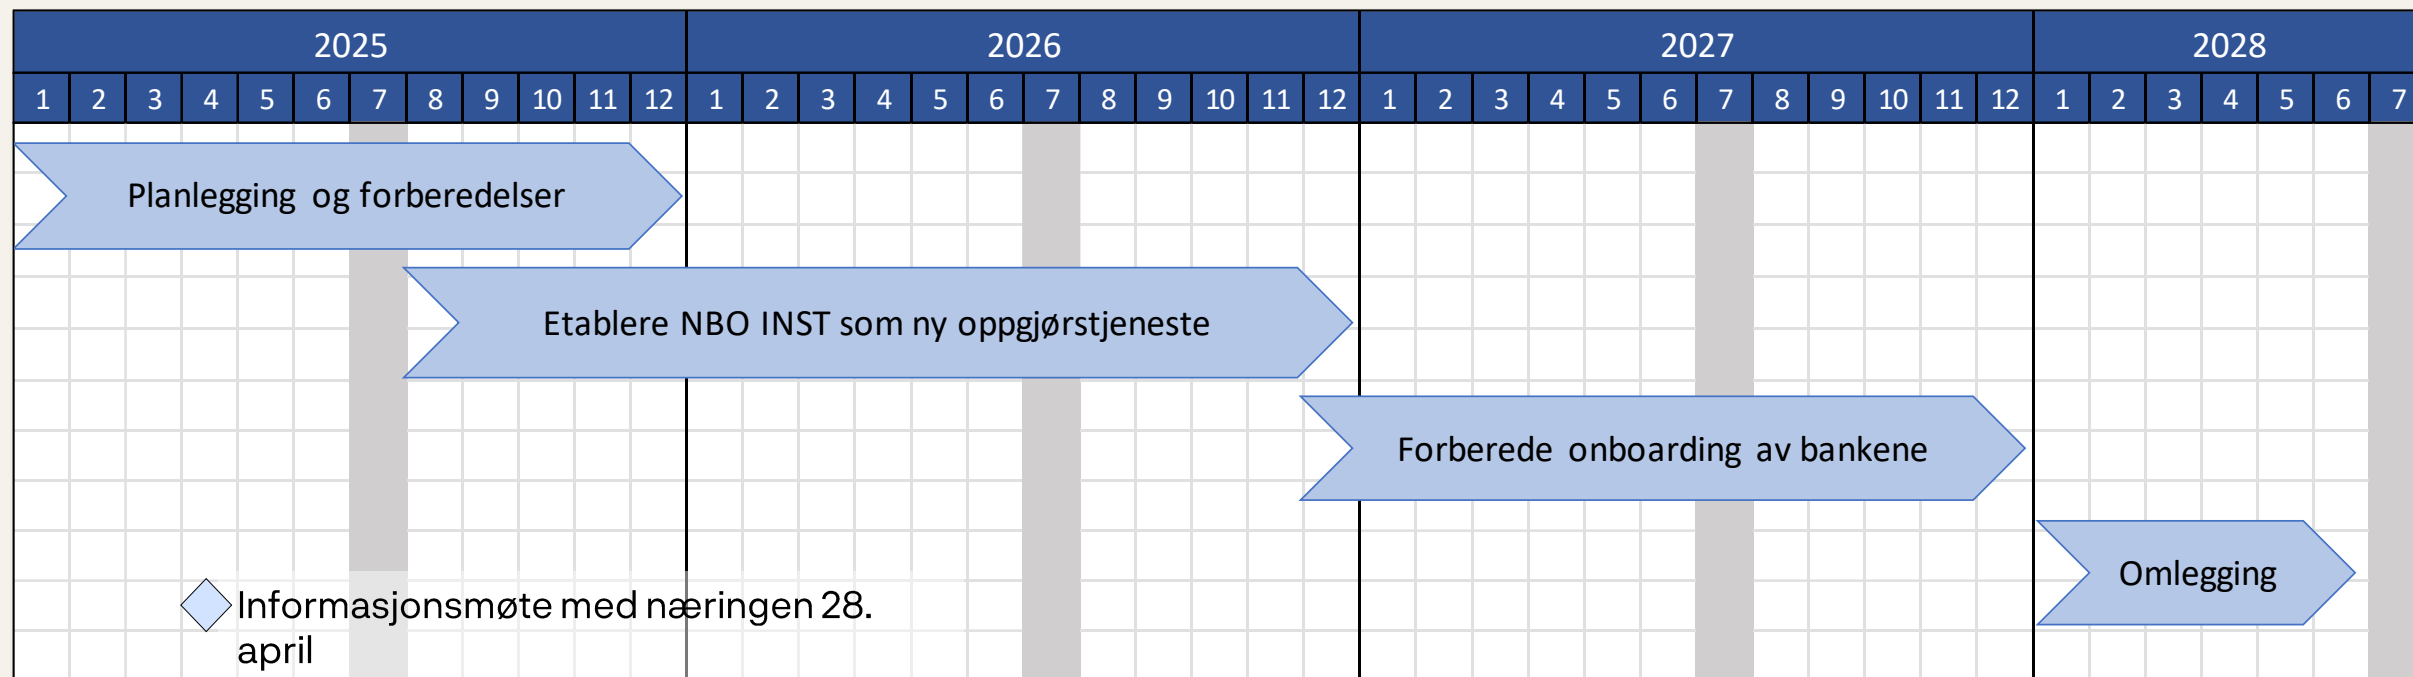 2025 2026 2027 2028
1 2 3 4 5 6 7 8 9 10 11 12 1 2 3 4 5 6 7 8 9 10 11 12 1 2 3 4 5 6 7 8 9 10 11 12 1 2 3 4 5 6 7
Planlegging og forberedelser
Etablere NBO INST som ny oppgjørstjeneste
Forberede onboarding av bankene
Omlegging
Informasjonsmøte med næringen 28.
april